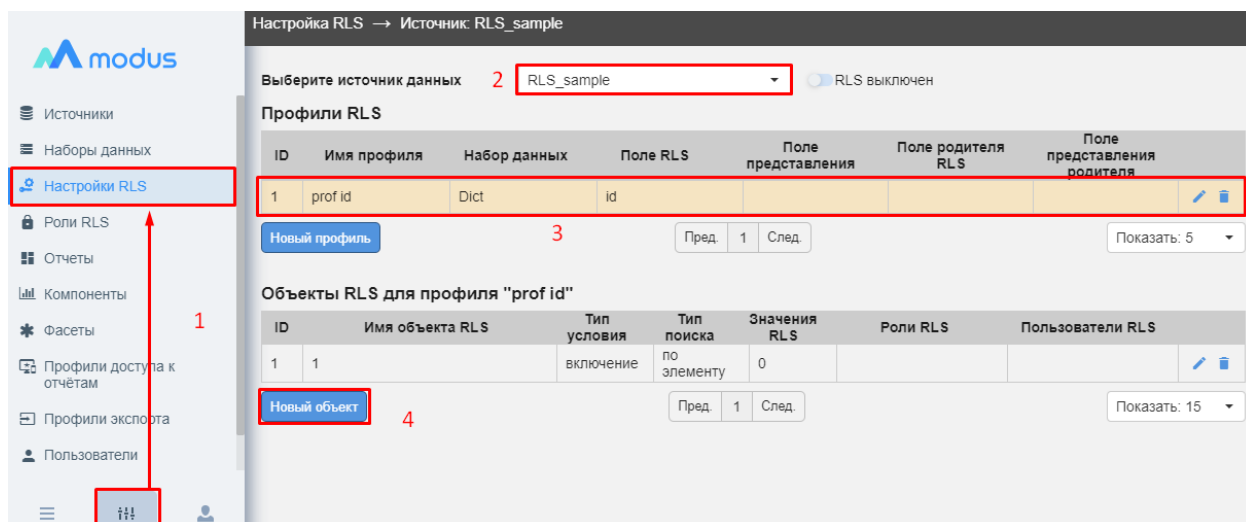 modus
Источники
Наборы данных
Настройки RLS
Роли RLS
Отчеты
Компоненты
1
Фасеты
Профили доступа к
отчётам
Профили экспорта
Пользователи
Настройка RLS → Источник: RLS_sample
Выберите источник данных 2 RLS_sample RLS выключен
Профили RLS
ID Имя профиля Набор данных Поле RLS Поле представления Поле родителя RLS Поле представления родителя
1 prof id Dict id
Новый профиль 3 Пред. 1 След. Показать: 5
Объекты RLS для профиля "prof id"
ID Имя объекта RLS Тип условия Тип поиска Значения RLS Роли RLS Пользователи RLS
1 1 включение по элементу 0
Новый объект 4 Пред. 1 След. Показать: 15